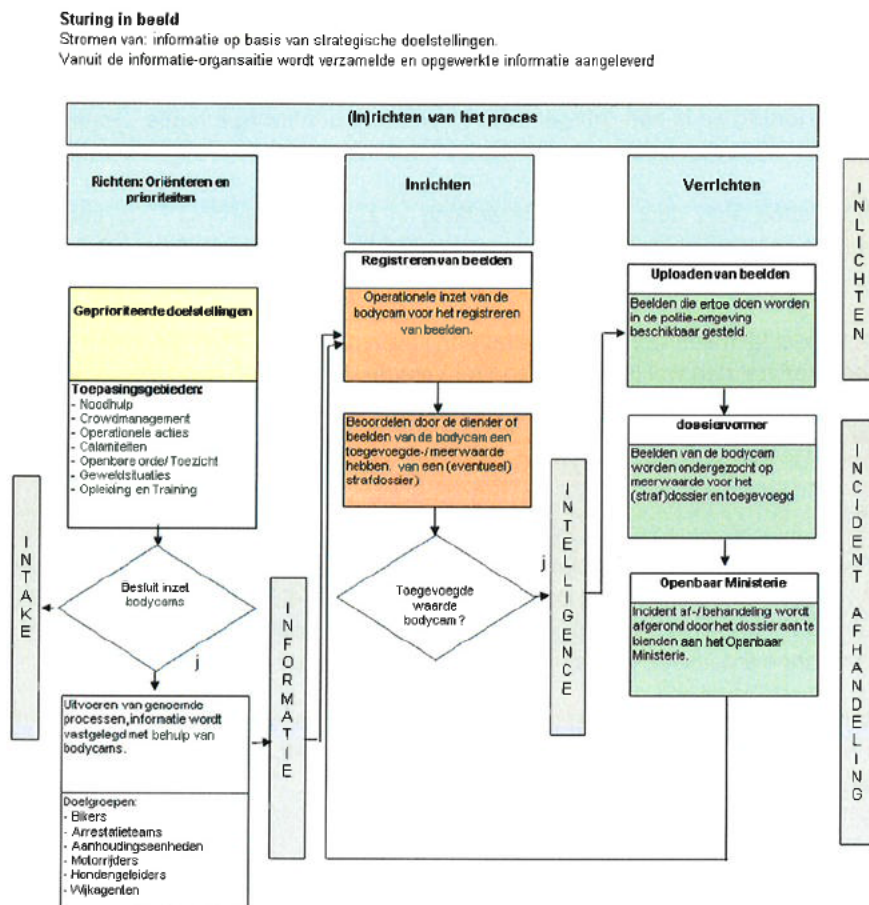 Sturing in beeld
Stromen van: informatie op basis van strategische doelstellingen.
Vanuit de informatie-organsaitie wordt verzamelde en opgewerkte informatie aangeleverd
(In)richten van het proces
Richten: Oriënteren en
prioriteiten
Inrichten
Verrichten
INLICHTEN
Geprioriteerde doelstellingen
Toepasingsgebieden:
- Noodhulp
- Crowdmanagement
- Operationele acties
- Calamiteiten
- Openbare orde/ Toezicht
- Geweldsituaties
- Opleiding en Training
INTAKE
Besluit inzet
bodycams
j
Uitvoeren van genoemde
processen,informatie wordt
vastgelegd met behulp van
bodycams.
Doelgroepen:
- Bikers
- Arrestatieteams
- Aanhoudingseenheden
- Motorrijders
- Hondengeleiders
- Wijkagenten
INFORMATIE
Registreren van beelden
Operationele inzet van de
bodycam voor het registreren
van beelden.
Beoordelen door de diender of
beelden van de bodycam een
toegevoegde-/ meerwaarde
hebben. van een (eventueel)
strafdossier)
Toegevoegde
waarde
bodycam ?
j
INTELLIGENCE
Uploaden van beelden
Beelden die ertoe doen worden
in de politie-omgeving
beschikbaar gesteld.
dossiervormer
Beelden van de bodycam
worden ondergezocht op
meerwaarde voor het
(straf)dossier en toegevoegd
Openbaar Ministerie
Incident af-/ behandeling wordt
afgerond door het dossier aan te
bienden aan het Openbaar
Ministerie.
INCIDENT AFHANDELING